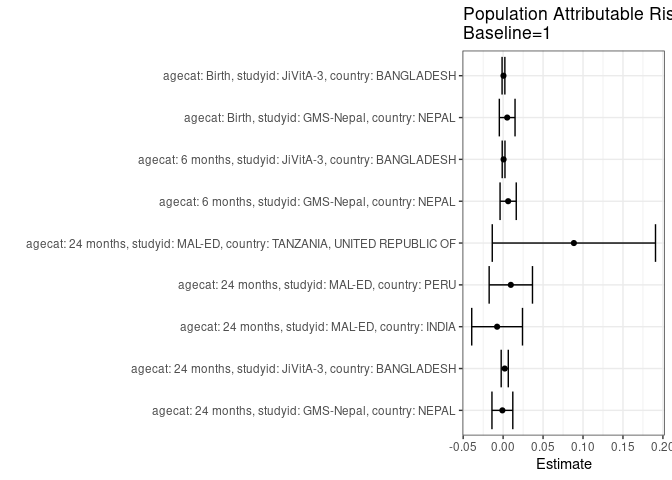 Population Attributable Ris
Baseline=1
agecat: Birth, studyid: JiVitA-3, country: BANGLADESH
agecat: Birth, studyid: GMS-Nepal, country: NEPAL
agecat: 6 months, studyid: JiVitA-3, country: BANGLADESH
agecat: 6 months, studyid: GMS-Nepal, country: NEPAL
agecat: 24 months, studyid: MAL-ED, country: TANZANIA, UNITED REPUBLIC OF
agecat: 24 months, studyid: MAL-ED, country: PERU
agecat: 24 months, studyid: MAL-ED, country: INDIA
agecat: 24 months, studyid: JiVitA-3, country: BANGLADESH
agecat: 24 months, studyid: GMS-Nepal, country: NEPAL
-0.05 0.00 0.05 0.10 0.15 0.20
Estimate